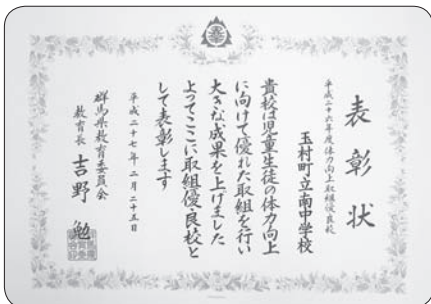 表彰状
平成二十六年度体力向上取組優良校
玉村町立南中学校
貴校は児童生徒の体力向上
に向けて優れた取組を行い
大きな成果を上げました
よってここに取組優良校と
して表彰します
平成二十七年二月二十五日
群馬県教育委員会
教育長 吉野 勉